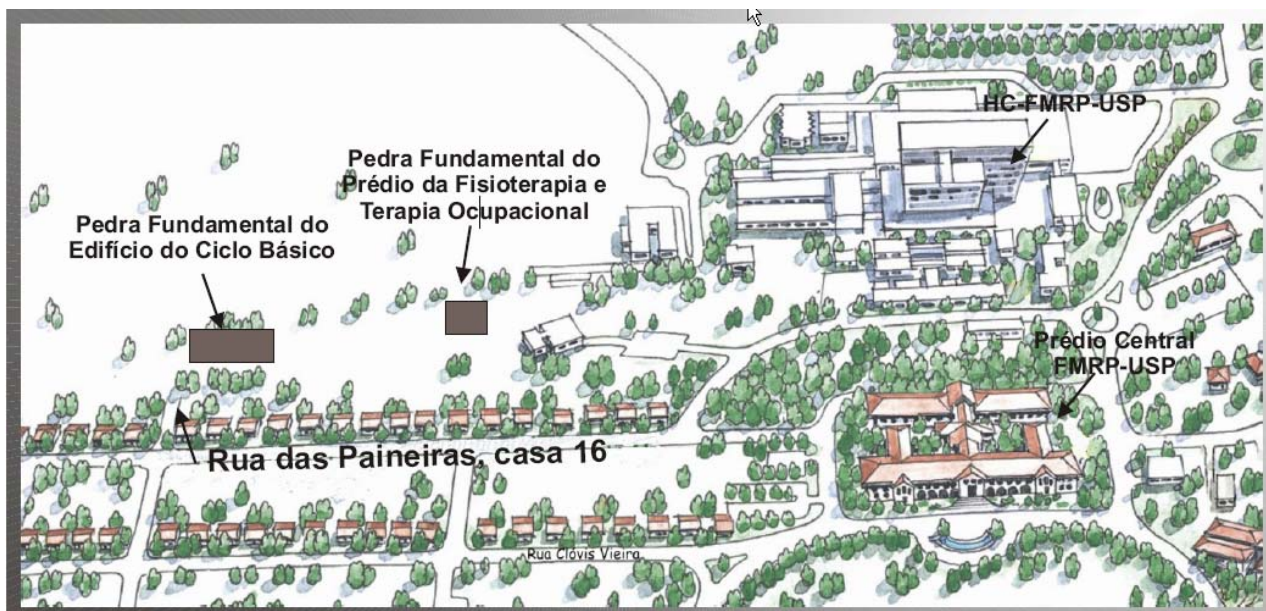 HC-FMRP-USP
Pedra Fundamental do
Prédio da Fisioterapia e
Terapia Ocupacional
Pedra Fundamental do
Edifício do Ciclo Básico
Prédio Central
FMRP-USP
Rua das Paineiras, casa 16
Rua Clóvis Vieira